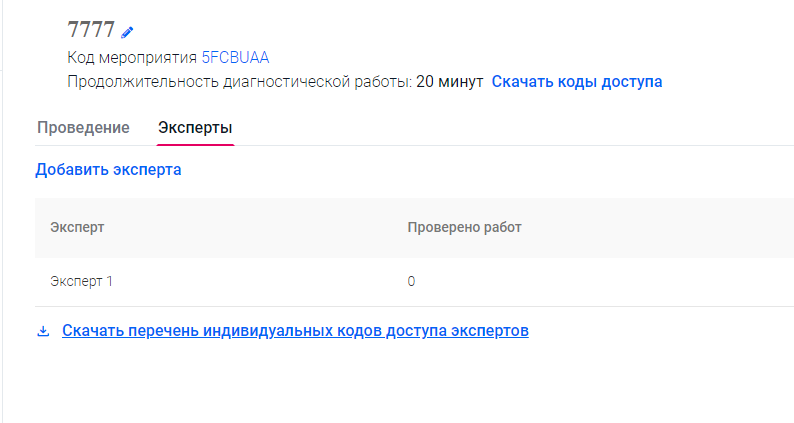 7777
Код мероприятия 5FCBUAA
Продолжительность диагностической работы: 20 минут Скачать коды доступа
Проведение Эксперты
Добавить эксперта
Эксперт Проверено работ
Эксперт 1 0
Скачать перечень индивидуальных кодов доступа экспертов